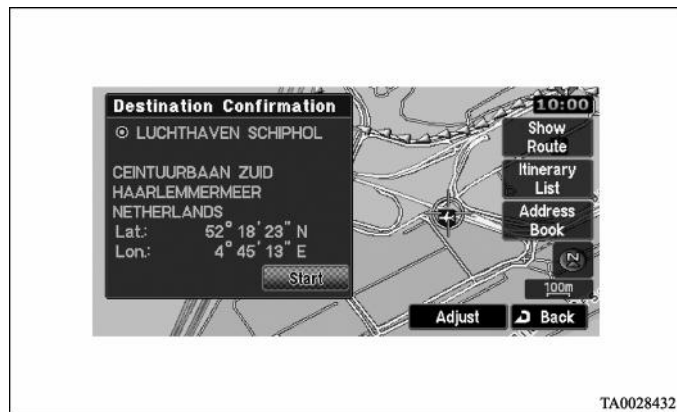 Destination Confirmation
LUCHTHAVEN SCHIPHOL
CEINTUURBAAN ZUID
HAARLEMMERMEER
NETHERLANDS
Lat.: 52° 18' 23" N
Lon.: 4° 45' 13" E
Start
10:00
Show
Route
Itinerary
List
Address
Book
N
100m
Adjust
Back
TA0028432